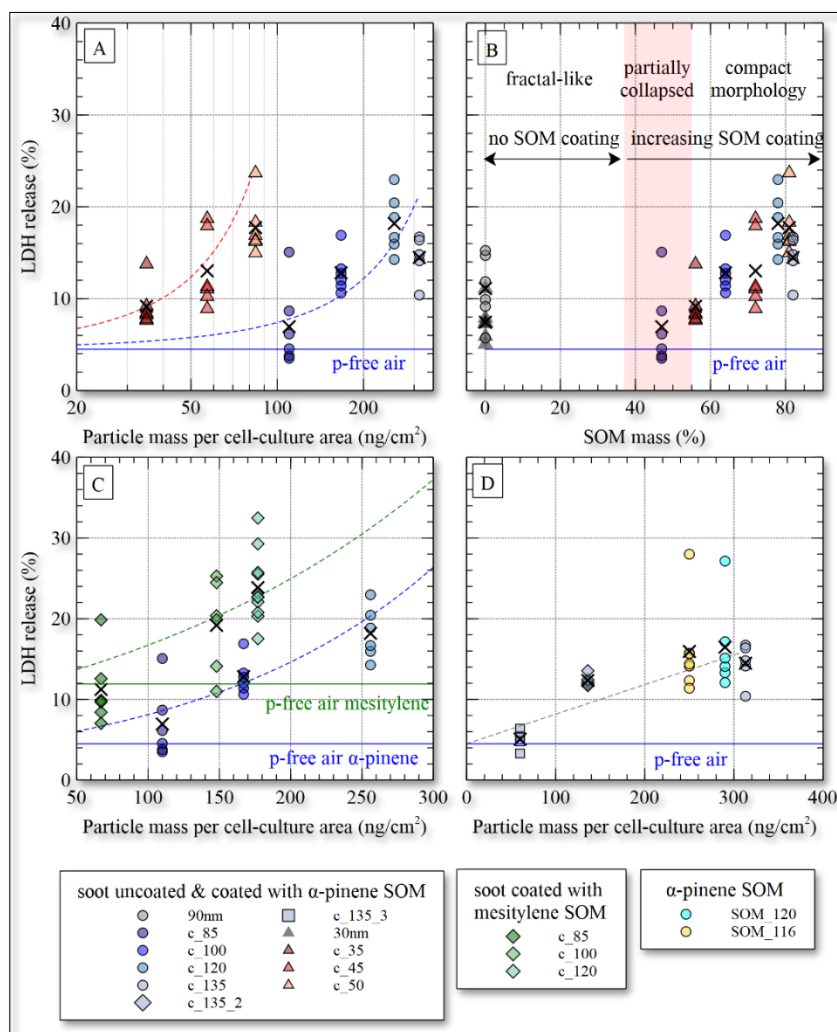 A
40
30
20
10
0
LDH release (%)
p-free air
20
50
100
200
Particle mass per cell-culture area (ng/cm²)
B
fractal-like
partially
collapsed
compact
morphology
no SOM coating
increasing SOM coating
p-free air
0
20
40
60
80
SOM mass (%)
C
40
30
20
10
0
LDH release (%)
p-free air mesitylene
p-free air α-pinene
50
100
150
200
250
300
Particle mass per cell-culture area (ng/cm²)
D
p-free air
0
100
200
300
400
Particle mass per cell-culture area (ng/cm²)
soot uncoated & coated with α-pinene SOM
90nm
c_85
c_100
c_120
c_135
c_135_2
c_135_3
30nm
c_35
c_45
c_50
soot coated with
mesitylene SOM
c_85
c_100
c_120
α-pinene SOM
SOM_120
SOM_116